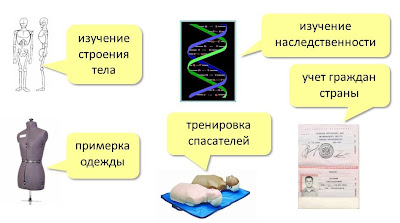 изучение
строения
тела
изучение
наследственности
учет граждан
страны
примерка
одежды
тренировка
спасателей